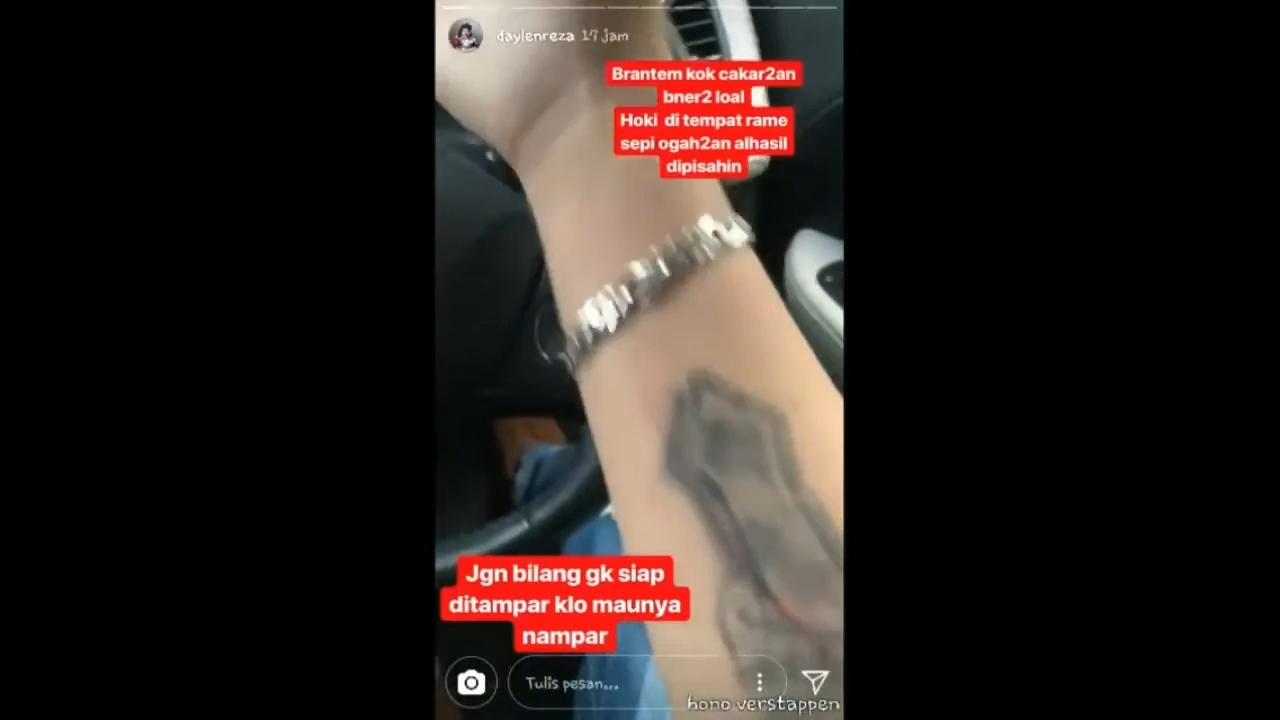 daylenreza 17 jam
Brantem kok cakar2an
bner2 loal
Hoki di tempat rame
sepi ogah2an alhasil
dipisahin
Jgn bilang gk siap
ditampar klo maunya
nampar
Tulis pesan...
hono verstappen